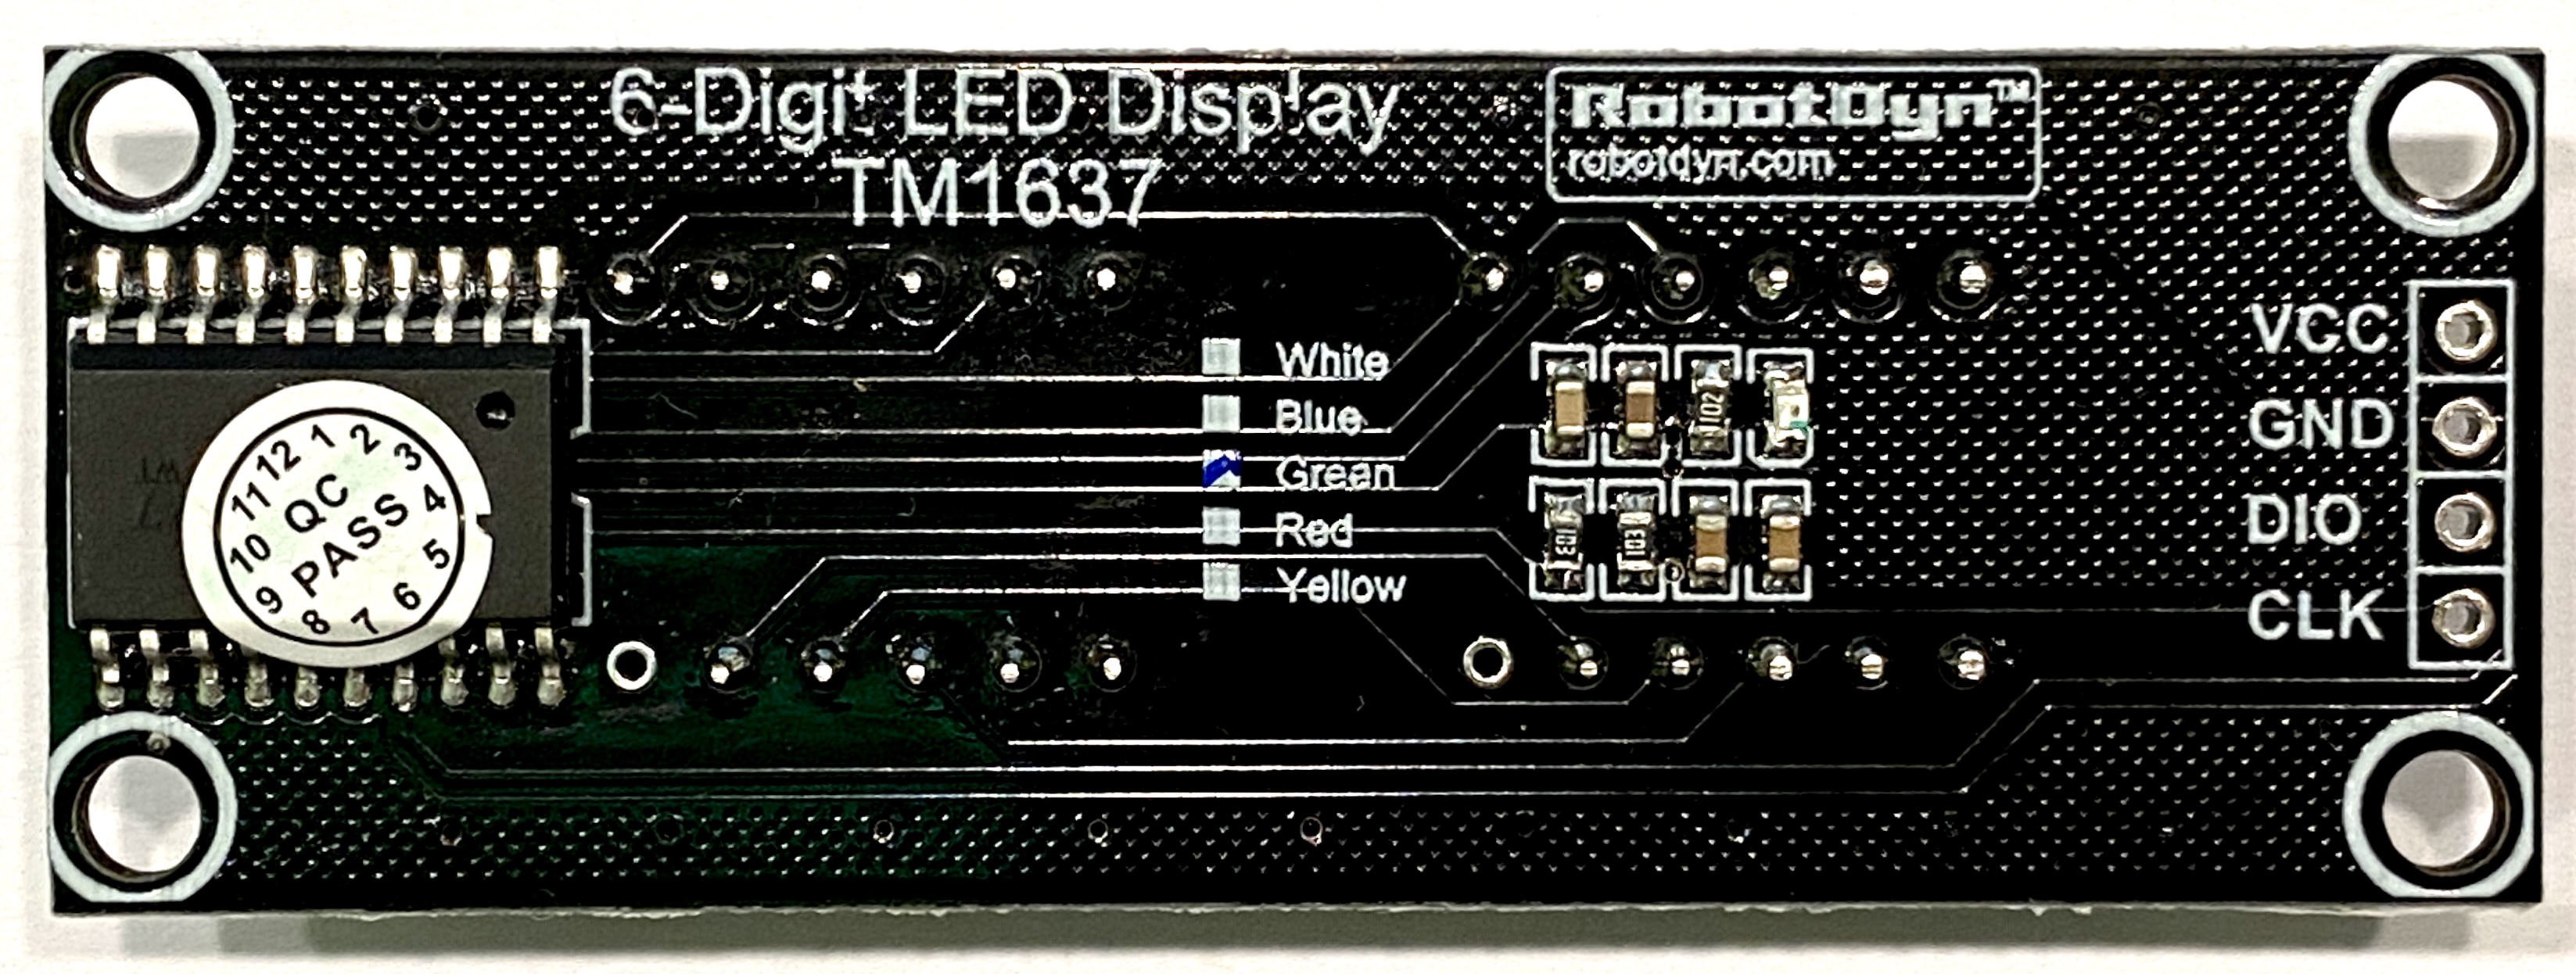 6-Digit LED Display
TM1637
RobotDyn™
robotdyn.com
White
Blue
Green
Red
Yellow
102
103
103
VCC
GND
DIO
CLK
QC
PASS
1 2 3 4 5 6 7 8 9 10 11 12